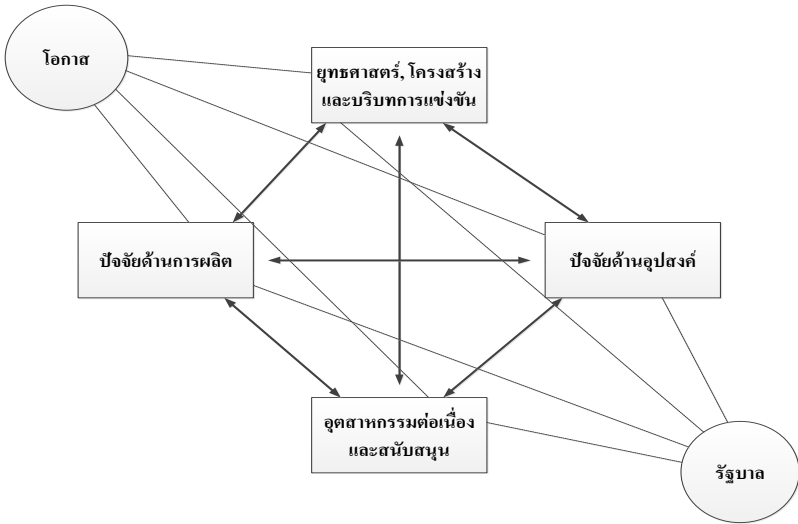 โอกาส
ยุทธศาสตร์, โครงสร้าง
และบริบทการแข่งขัน
ปัจจัยด้านการผลิต
ปัจจัยด้านอุปสงค์
อุตสาหกรรมต่อเนื่อง
และสนับสนุน
รัฐบาล